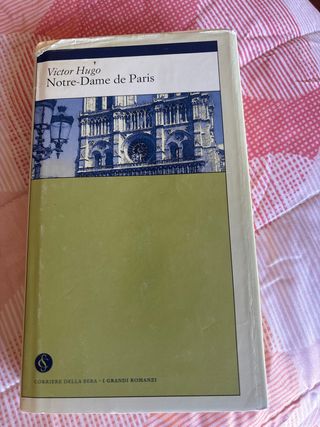 Victor Hugo
Notre-Dame de Paris
CORRIERE DELLA SERA - I GRANDI ROMANZI